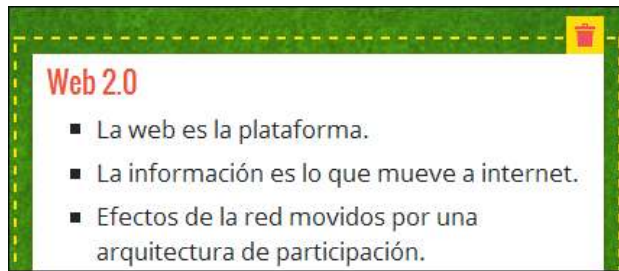 Web 2.0
La web es la plataforma.
La información es lo que mueve a internet.
Efectos de la red movidos por una
arquitectura de participación.